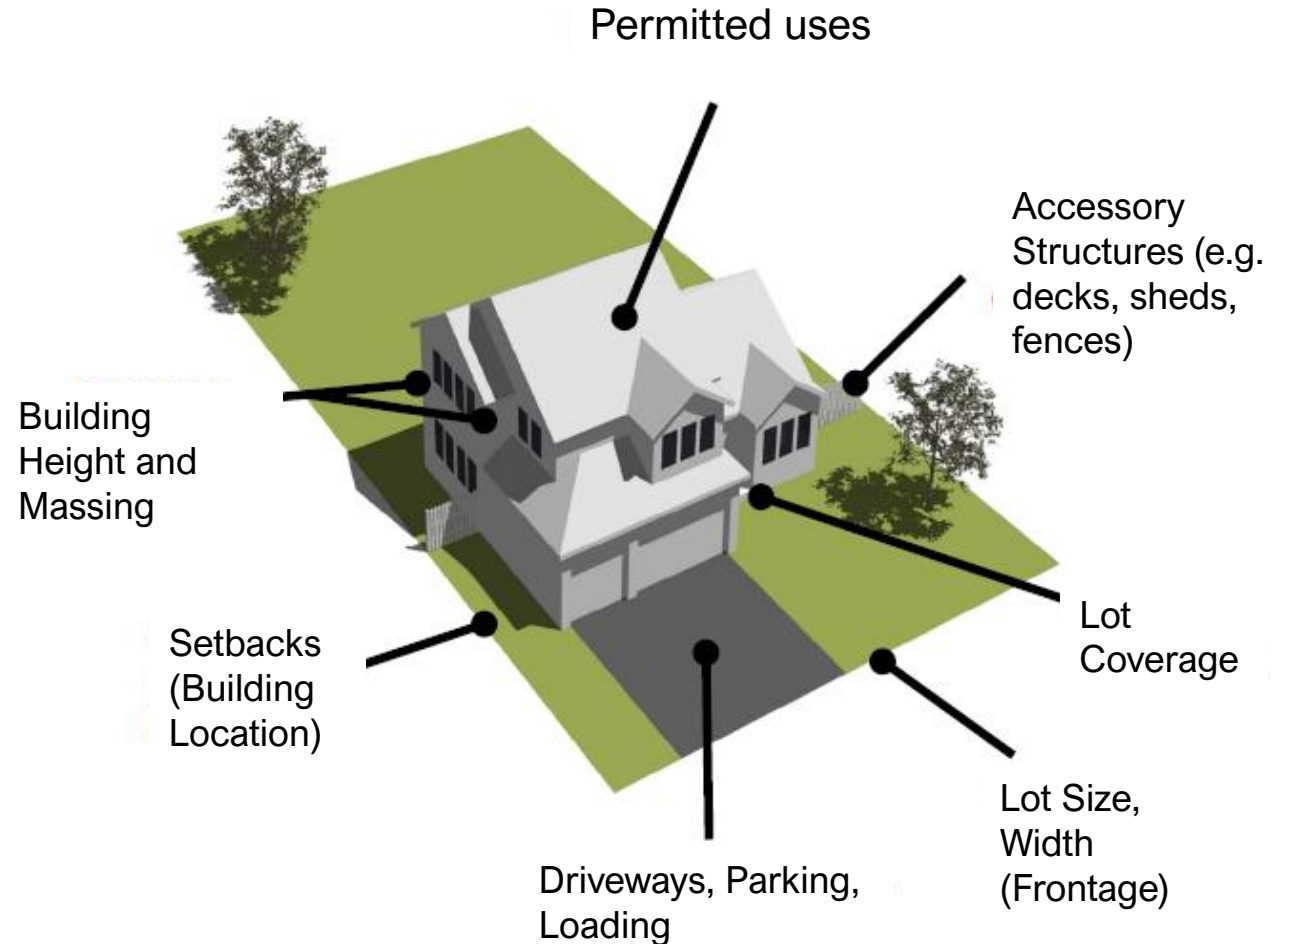 Permitted uses
Accessory
Structures (e.g.
decks, sheds,
fences)
Building
Height and
Massing
Lot
Coverage
Setbacks
(Building
Location)
Lot Size,
Width
(Frontage)
Driveways, Parking,
Loading